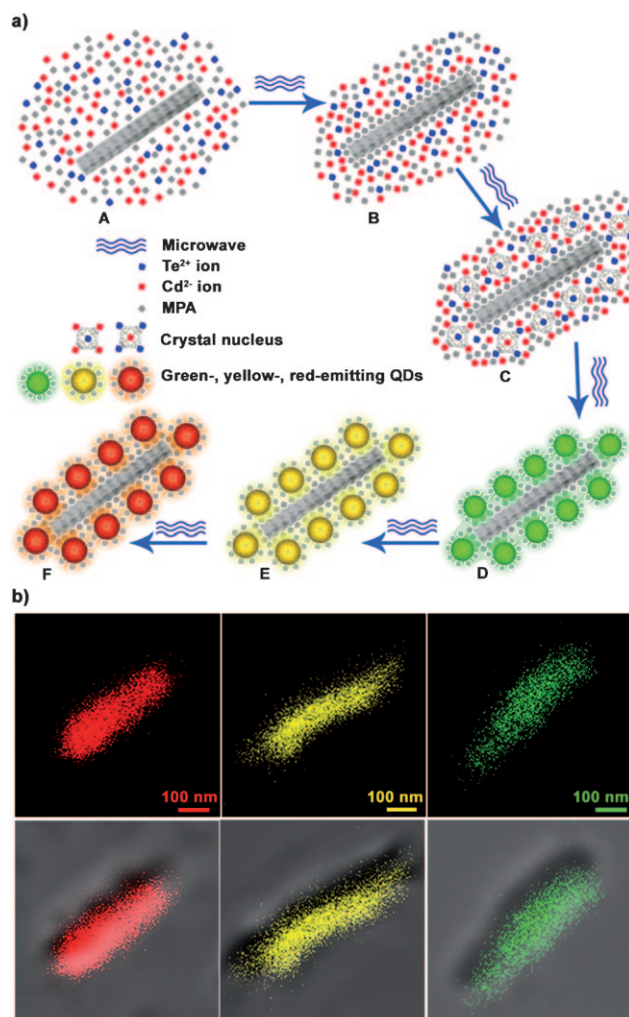 a)
A
B
Microwave
Te²⁺ ion
Cd²⁻ ion
MPA
Crystal nucleus
C
Green-, yellow-, red-emitting QDs
F
E
D
b)
100 nm
100 nm
100 nm